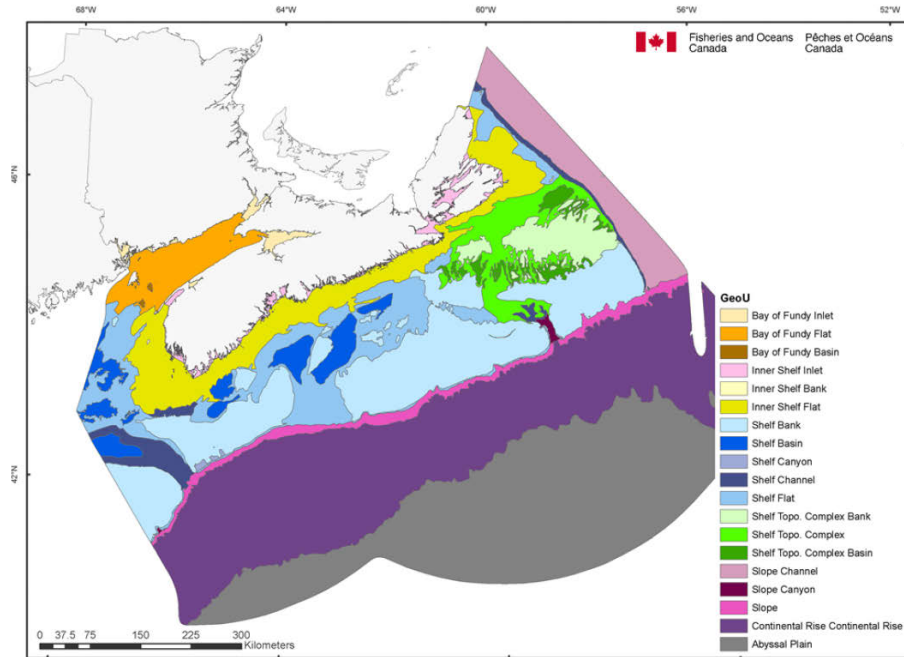 68°W
64°W
60°W
56°W
52°W
Fisheries and Oceans Pêches et Océans
Canada Canada
46°N
42°N
GeoU
Bay of Fundy Inlet
Bay of Fundy Flat
Bay of Fundy Basin
Inner Shelf Inlet
Inner Shelf Bank
Inner Shelf Flat
Shelf Bank
Shelf Basin
Shelf Canyon
Shelf Channel
Shelf Flat
Shelf Topo. Complex Bank
Shelf Topo. Complex
Shelf Topo. Complex Basin
Slope Channel
Slope Canyon
Slope
Continental Rise Continental Rise
Abyssal Plain
0 37.5 75 150 225 300
Kilometers
68°W
64°W
60°W
56°W